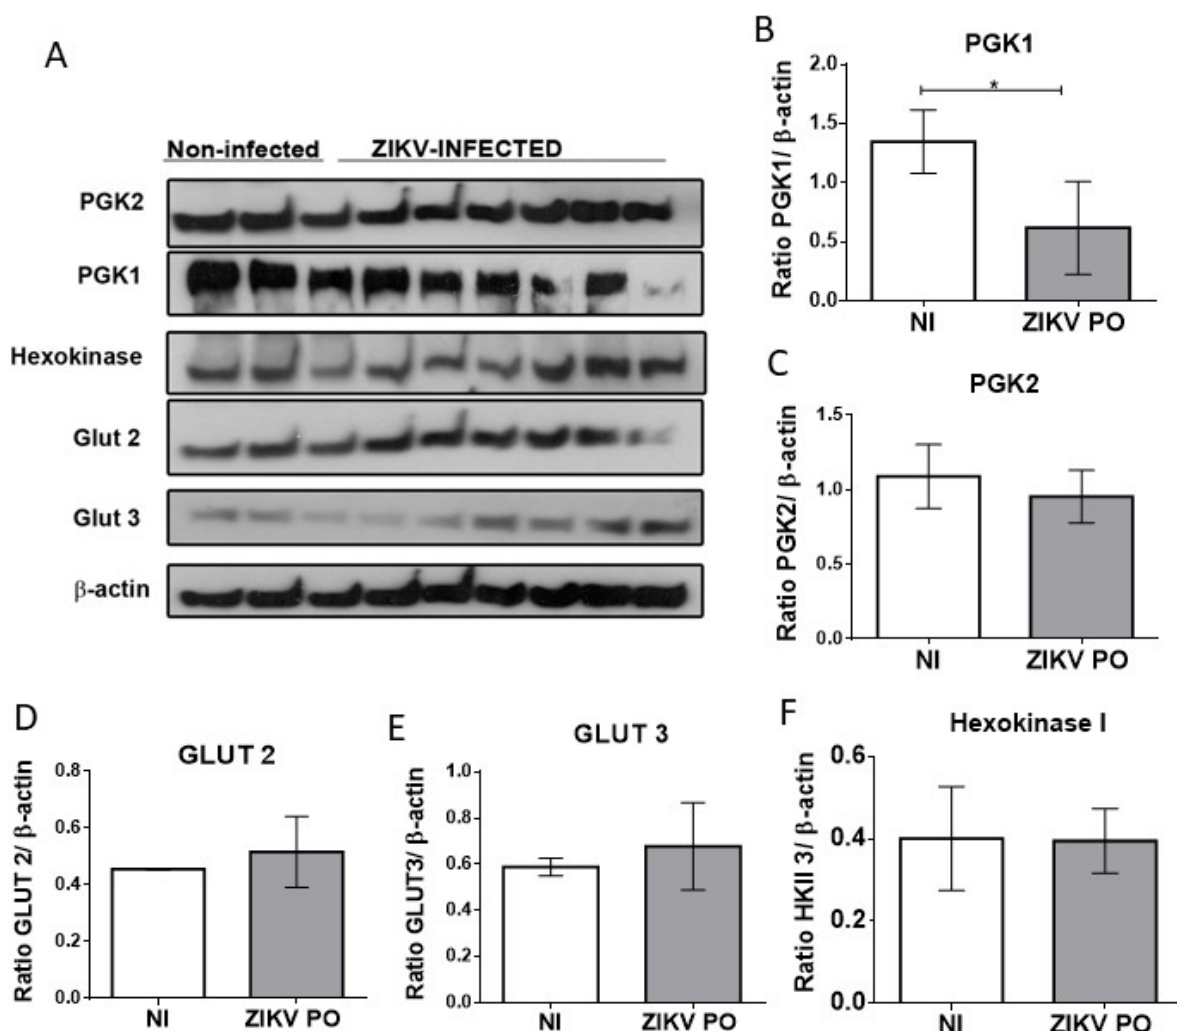 A
Non-infected ZIKV-INFECTED
PGK2
PGK1
Hexokinase
Glut 2
Glut 3
β-actin
B
PGK1
Ratio PGK1/ β-actin
2.0
1.5
1.0
0.5
0.0
*
NI ZIKV PO
C
PGK2
Ratio PGK2/ β-actin
1.5
1.0
0.5
0.0
NI ZIKV PO
D
GLUT 2
Ratio GLUT 2/ β-actin
0.8
0.6
0.4
0.2
0.0
NI ZIKV PO
E
GLUT 3
Ratio GLUT3/ β-actin
1.0
0.8
0.6
0.4
0.2
0.0
NI ZIKV PO
F
Hexokinase I
Ratio HKII 3/ β-actin
0.6
0.4
0.2
0.0
NI ZIKV PO